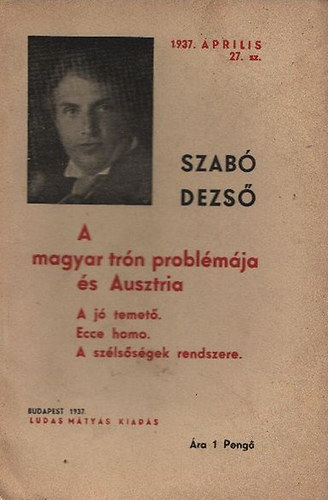 1937. ÁPRILIS
27. sz.
SZABÓ
DEZSŐ
A
magyar trón problémája
és Ausztria
A jó temető.
Ecce homo.
A szélsőségek rendszere.
BUDAPEST 1937.
LUDAS MÁTYÁS KIADÁS
Ára 1 Pengő